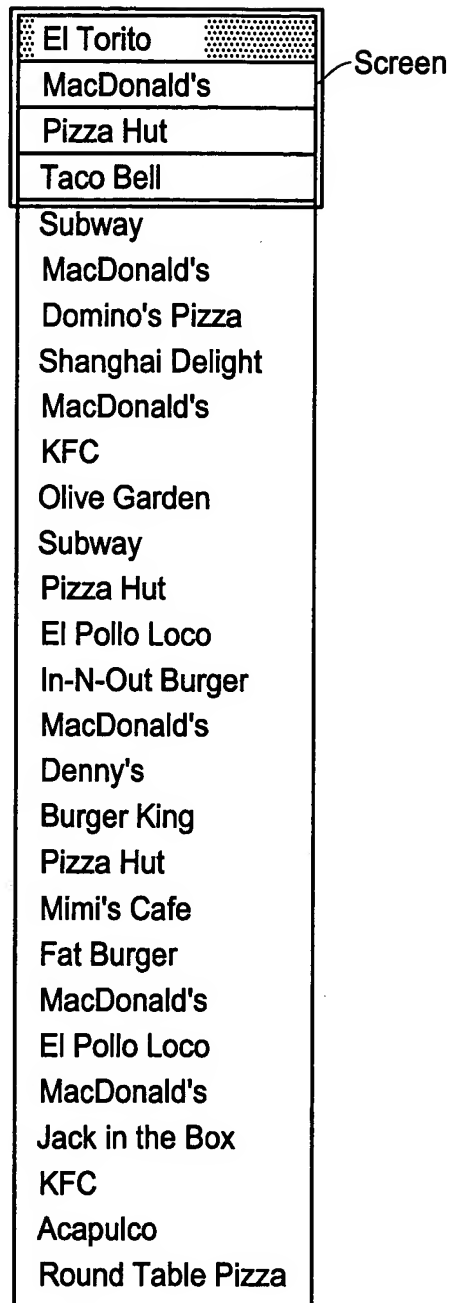 El Torito
Screen
MacDonald's
Pizza Hut
Taco Bell
Subway
MacDonald's
Domino's Pizza
Shanghai Delight
MacDonald's
KFC
Olive Garden
Subway
Pizza Hut
El Pollo Loco
In-N-Out Burger
MacDonald's
Denny's
Burger King
Pizza Hut
Mimi's Cafe
Fat Burger
MacDonald's
El Pollo Loco
MacDonald's
Jack in the Box
KFC
Acapulco
Round Table Pizza